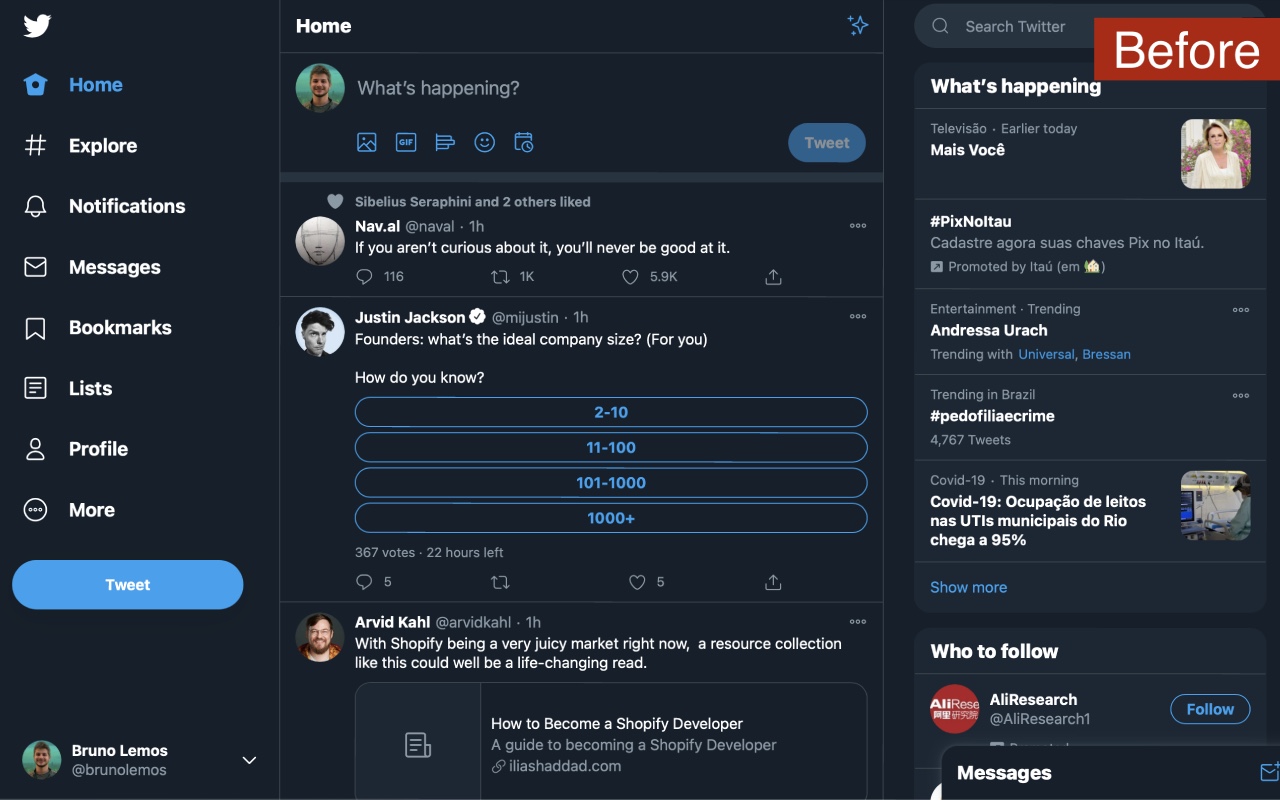 Home
Explore
Notifications
Messages
Bookmarks
Lists
Profile
More
Tweet
Bruno Lemos
@brunolemos
Home
What's happening?
GIF
Tweet
Sibelius Seraphini and 2 others liked
Nav.al @naval · 1h
If you aren't curious about it, you'll never be good at it.
116 1K 5.9K
Justin Jackson @mijustin · 1h
Founders: what's the ideal company size? (For you)
How do you know?
2-10
11-100
101-1000
1000+
367 votes · 22 hours left
5 5
Arvid Kahl @arvidkahl · 1h
With Shopify being a very juicy market right now, a resource collection
like this could well be a life-changing read.
How to Become a Shopify Developer
A guide to becoming a Shopify Developer
iliashaddad.com
Search Twitter
Before
What's happening
Televisão · Earlier today
Mais Você
#PixNoItau
Cadastre agora suas chaves Pix no Itaú.
Promoted by Itaú (em 🏡)
Entertainment · Trending
Andressa Urach
Trending with Universal, Bressan
Trending in Brazil
#pedofiliaecrime
4,767 Tweets
Covid-19 · This morning
Covid-19: Ocupação de leitos
nas UTIs municipais do Rio
chega a 95%
Show more
Who to follow
AliRese
阿里研究院
AliResearch
@AliResearch1
Follow
Messages